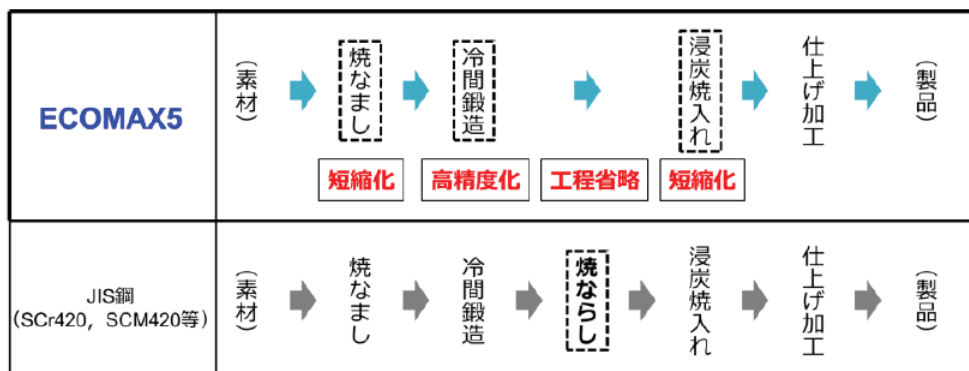 ECOMAX5
（素材）
焼なまし
冷間鍛造
浸炭焼入れ
仕上げ加工
（製品）
短縮化
高精度化
工程省略
短縮化
JIS鋼
（SCr420，SCM420等）
（素材）
焼なまし
冷間鍛造
焼ならし
浸炭焼入れ
仕上げ加工
（製品）